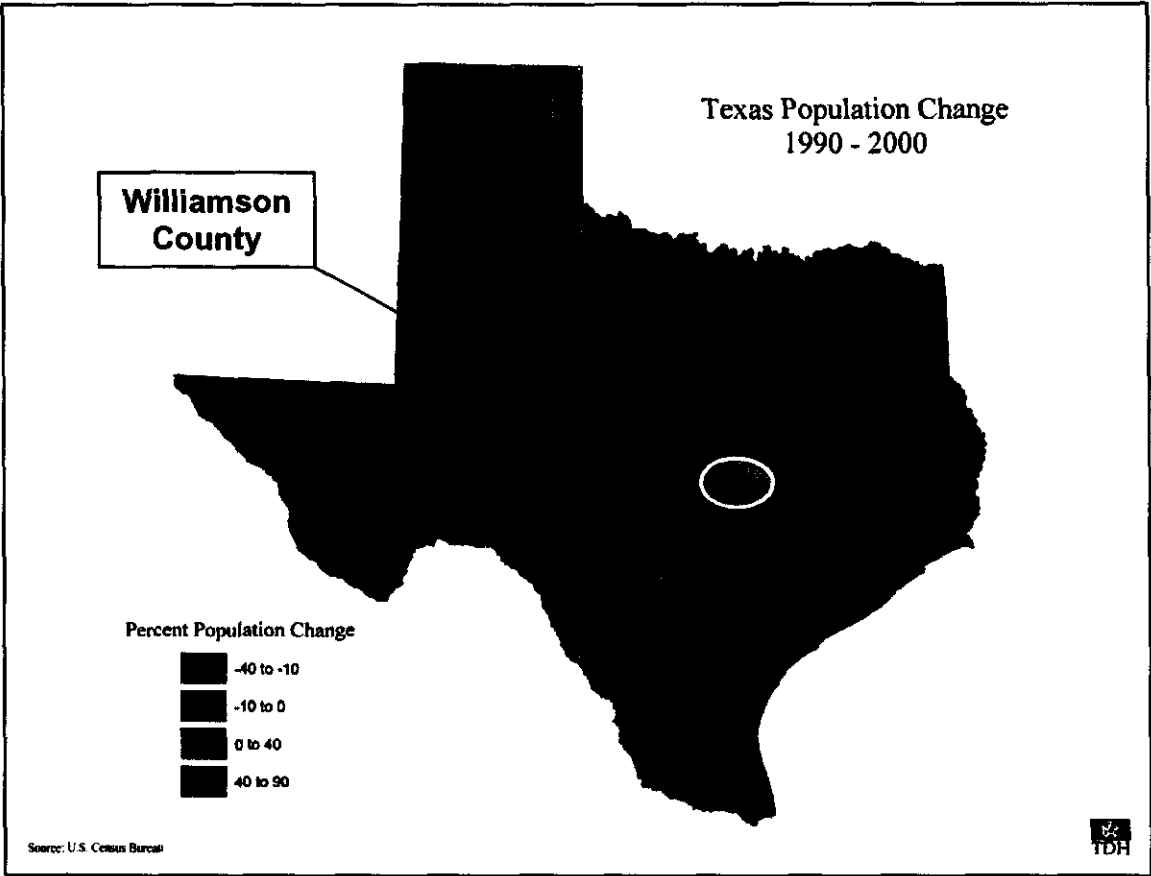 Texas Population Change
1990 - 2000
Williamson
County
Percent Population Change
-40 to -10
-10 to 0
0 to 40
40 to 90
Source: U.S. Census Bureau
TDH